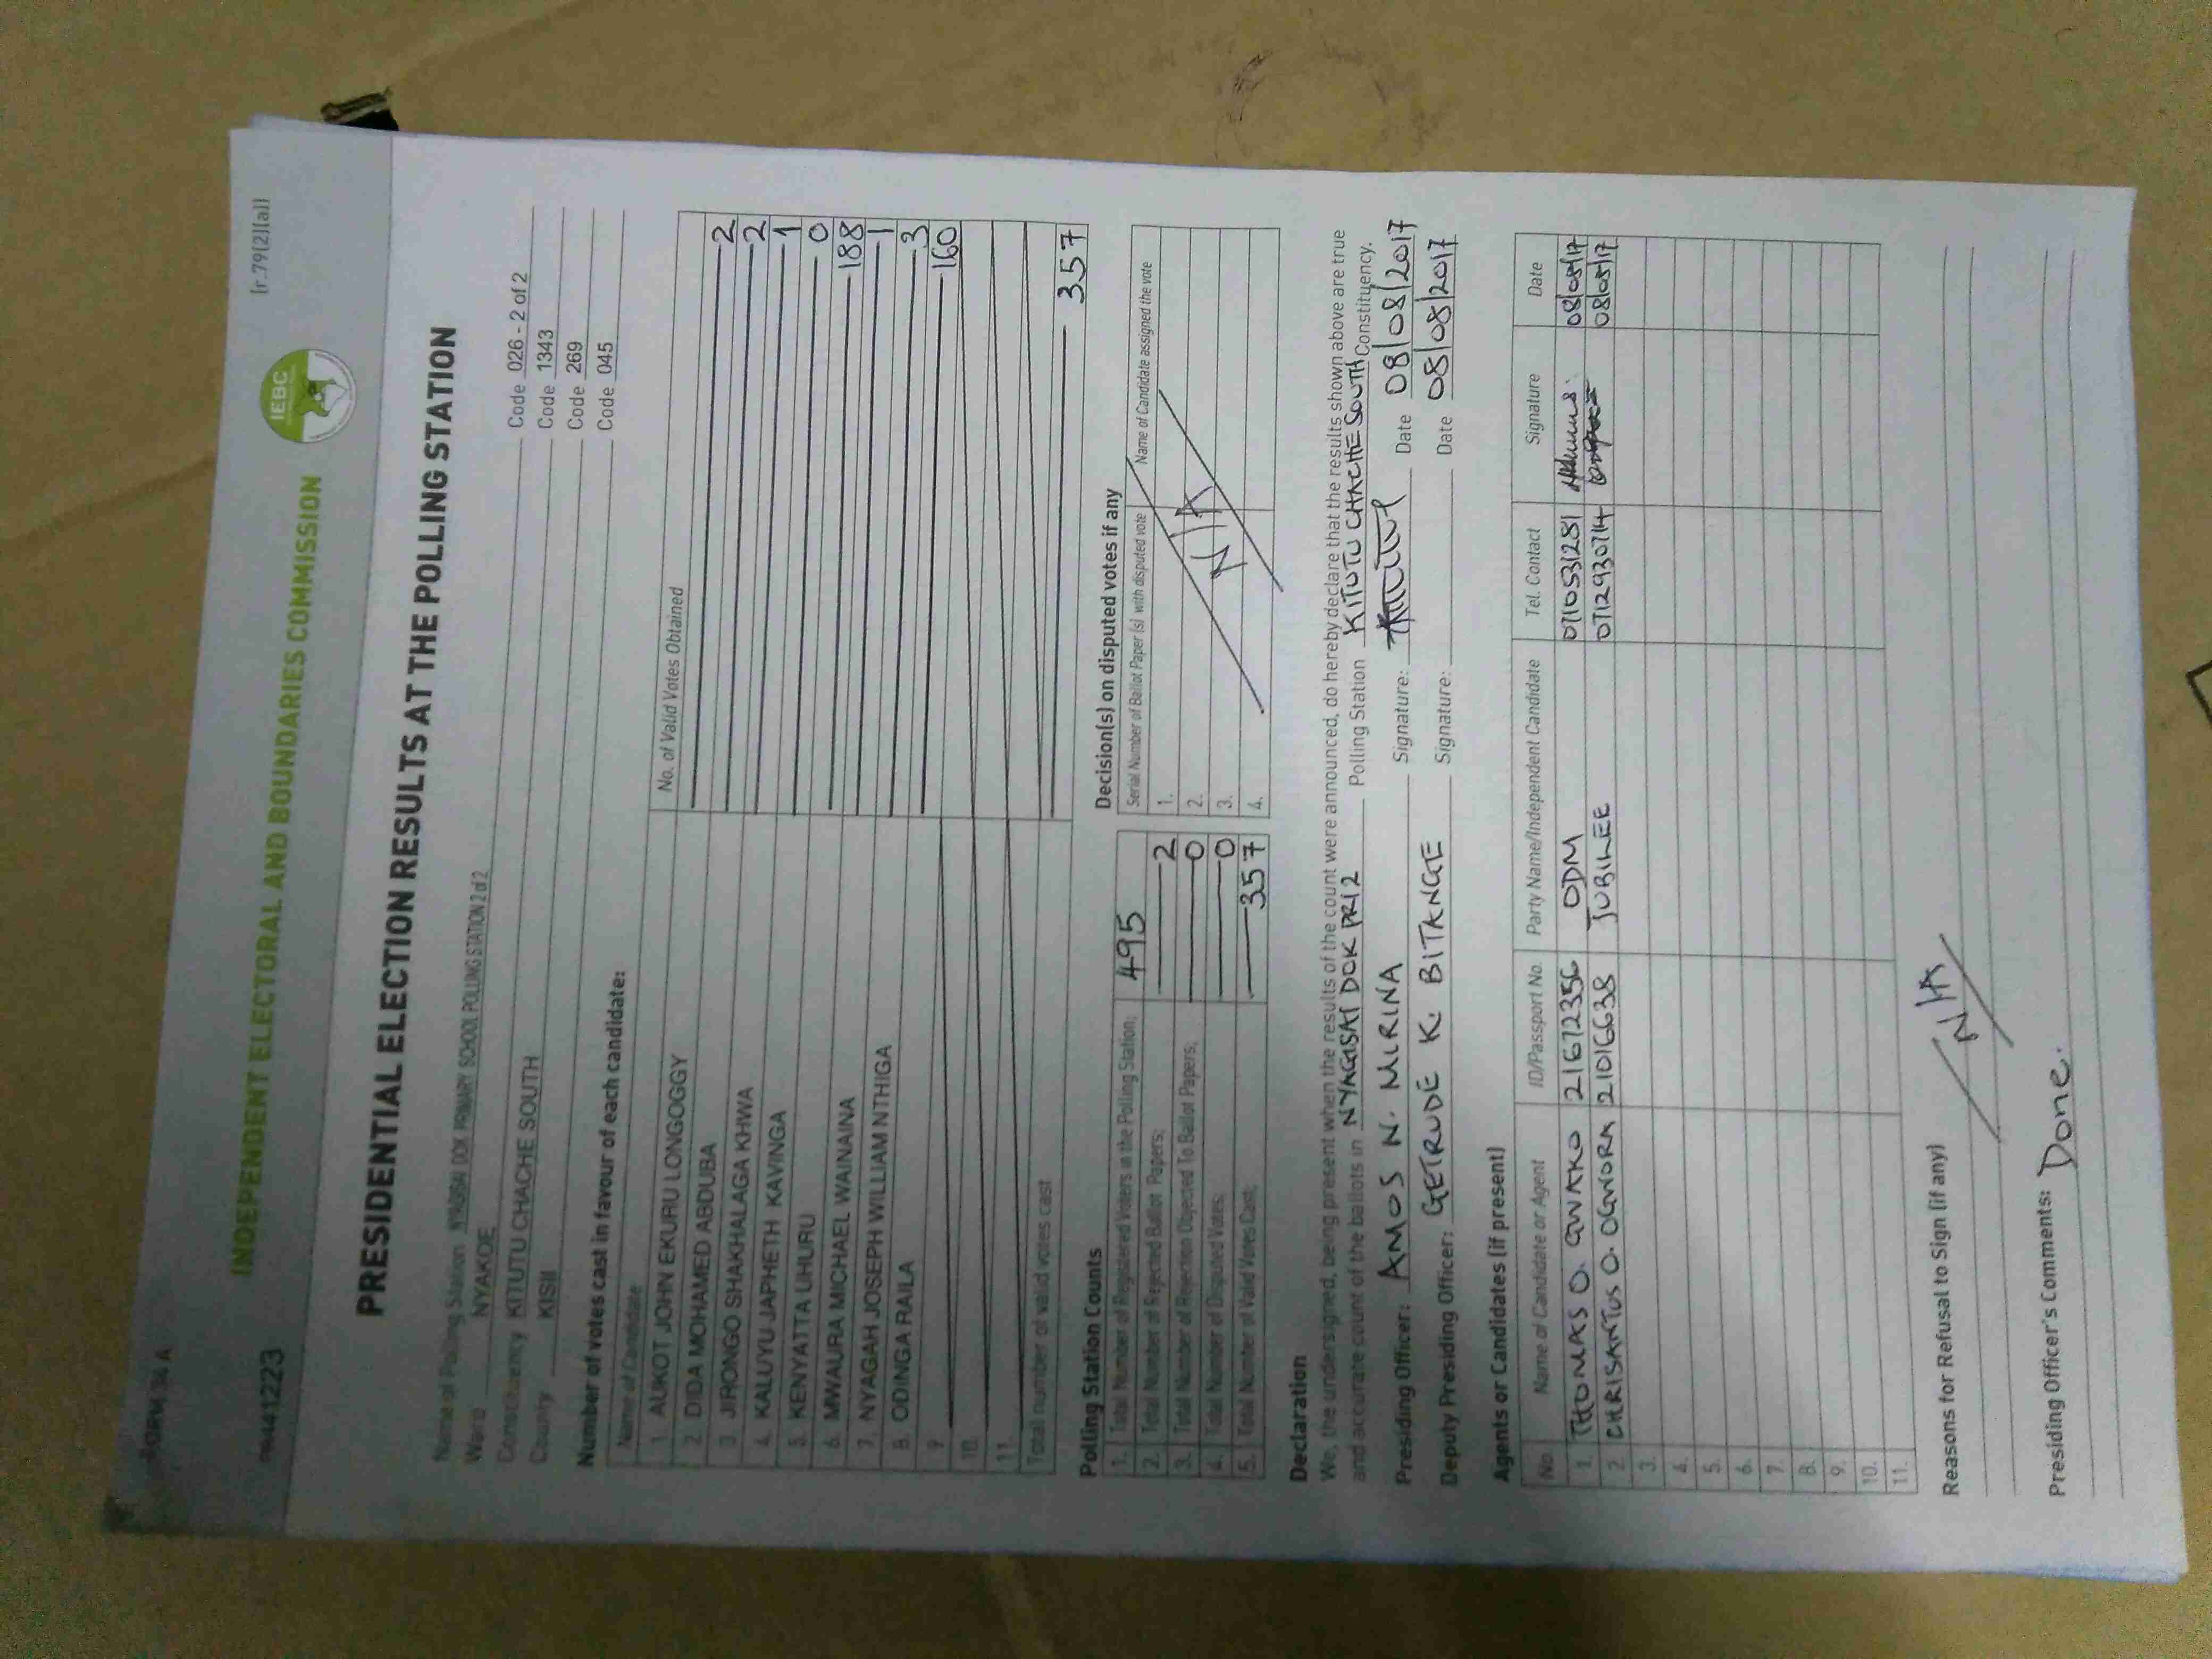 FORM 34 A
[r.79(2)(a)]
INDEPENDENT ELECTORAL AND BOUNDARIES COMMISSION
IEBC
PRESIDENTIAL ELECTION RESULTS AT THE POLLING STATION
Name of Polling Station NYAGISAI DOK PRIMARY SCHOOL POLLING STATION 2 of 2 Code 026 - 2 of 2
Ward NYAKOE Code 1343
Constituency KITUTU CHACHE SOUTH Code 269
County KISII Code 045
Number of votes cast in favour of each candidate:
Name of Candidate No. of Valid Votes Obtained
1. AUKOT JOHN EKURU LONGOGGY 2
2. DIDA MOHAMED ABDUBA 2
3. JIRONGO SHAKHALAGA KHWA 1
4. KALUYU JAPHETH KAVINGA 0
5. KENYATTA UHURU 188
6. MWAURA MICHAEL WAINAINA 1
7. NYAGAH JOSEPH WILLIAM NTHIGA 3
8. ODINGA RAILA 160
9.
10.
11.
Total number of valid votes cast 357
Polling Station Counts
1. Total Number of Registered Voters in the Polling Station; 495
2. Total Number of Rejected Ballot Papers; 2
3. Total Number of Rejection Objected To Ballot Papers; 0
4. Total Number of Disputed Votes; 0
5. Total Number of Valid Votes Cast; 357
Decision(s) on disputed votes if any
Serial Number of Ballot Paper (s) with disputed vote Name of Candidate assigned the vote
1.
2.
3.
4.
N/A
Declaration
We, the undersigned, being present when the results of the count were announced, do hereby declare that the results shown above are true
and accurate count of the ballots in NYAGISAI DOK PRI 2 Polling Station KITUTU CHACHE SOUTH Constituency.
Presiding Officer: AMOS N. MIRINA Signature: Date 08/08/2017
Deputy Presiding Officer: GETRUDE K. BITANGE Signature: Date 08/08/2017
Agents or Candidates (if present)
No. Name of Candidate or Agent ID/Passport No. Party Name/Independent Candidate Tel. Contact Signature Date
1. THOMAS O. GWAKO 21612356 ODM 0710531281 08/08/17
2. CHRISANTUS O. OGWORA 21016638 JUBILEE 0712930714 08/08/17
3.
4.
5.
6.
7.
8.
9.
10.
11.
Reasons for Refusal to Sign (if any)
N/A
Presiding Officer's Comments: Done.